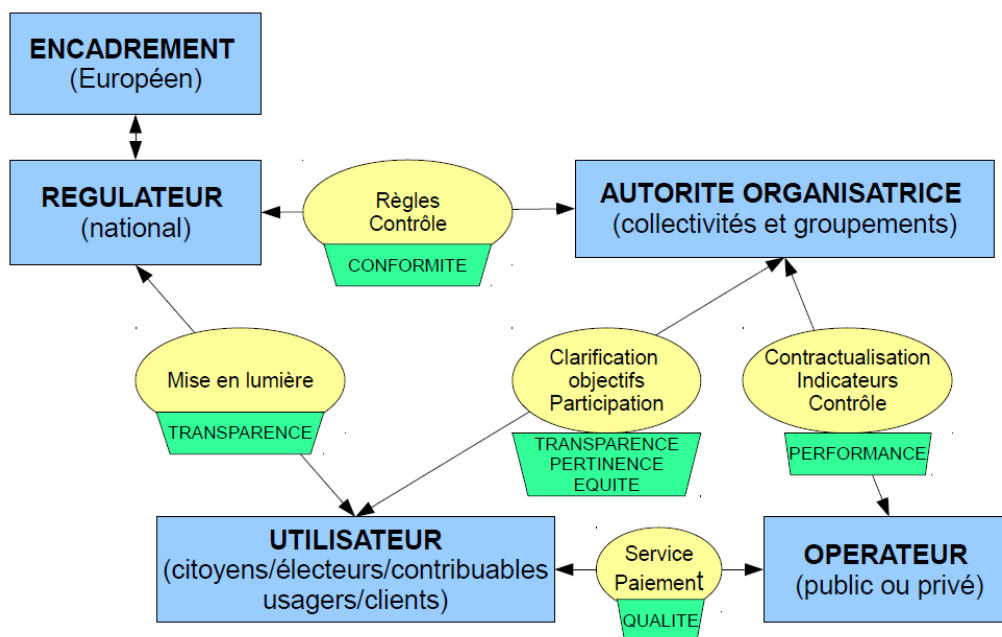 ENCADREMENT
(Européen)
REGULATEUR
(national)
Règles
Contrôle
CONFORMITE
AUTORITE ORGANISATRICE
(collectivités et groupements)
Mise en lumière
TRANSPARENCE
Clarification
objectifs
Participation
TRANSPARENCE
PERTINENCE
EQUITE
Contractualisation
Indicateurs
Contrôle
PERFORMANCE
UTILISATEUR
(citoyens/électeurs/contribuables
usagers/clients)
Service
Paiement
QUALITE
OPERATEUR
(public ou privé)